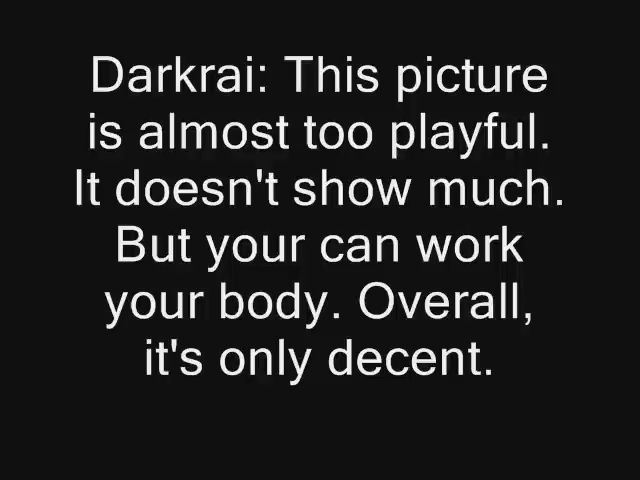 Darkrai: This picture
is almost too playful.
It doesn't show much.
But your can work
your body. Overall,
it's only decent.